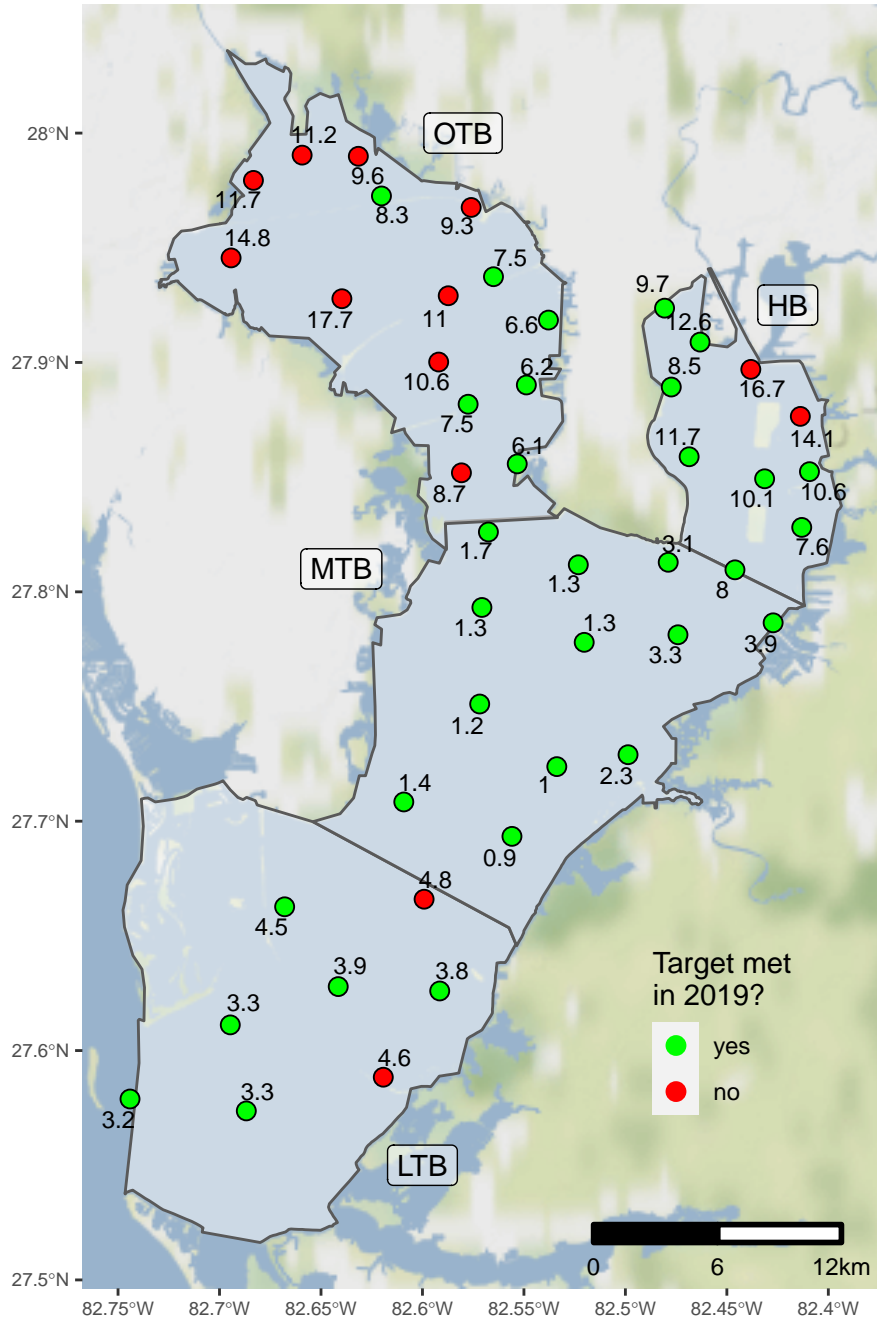 28°N
27.9°N
27.8°N
27.7°N
27.6°N
27.5°N
82.75°W
82.7°W
82.65°W
82.6°W
82.55°W
82.5°W
82.45°W
82.4°W
OTB
11.2
9.6
11.7
8.3
9.3
14.8
7.5
17.7
11
6.6
10.6
6.2
7.5
6.1
8.7
HB
9.7
12.6
8.5
16.7
11.7
14.1
10.1
10.6
7.6
8
MTB
1.7
1.3
3.1
1.3
1.3
3.3
3.9
1.2
1
2.3
1.4
0.9
4.8
4.5
3.9
3.8
3.3
4.6
3.2
3.3
LTB
Target met
in 2019?
yes
no
0 6 12km